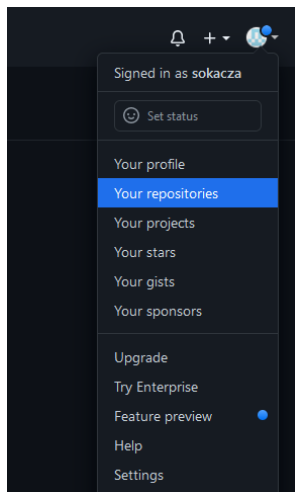 Signed in as sokacza
Set status
Your profile
Your repositories
Your projects
Your stars
Your gists
Your sponsors
Upgrade
Try Enterprise
Feature preview
Help
Settings